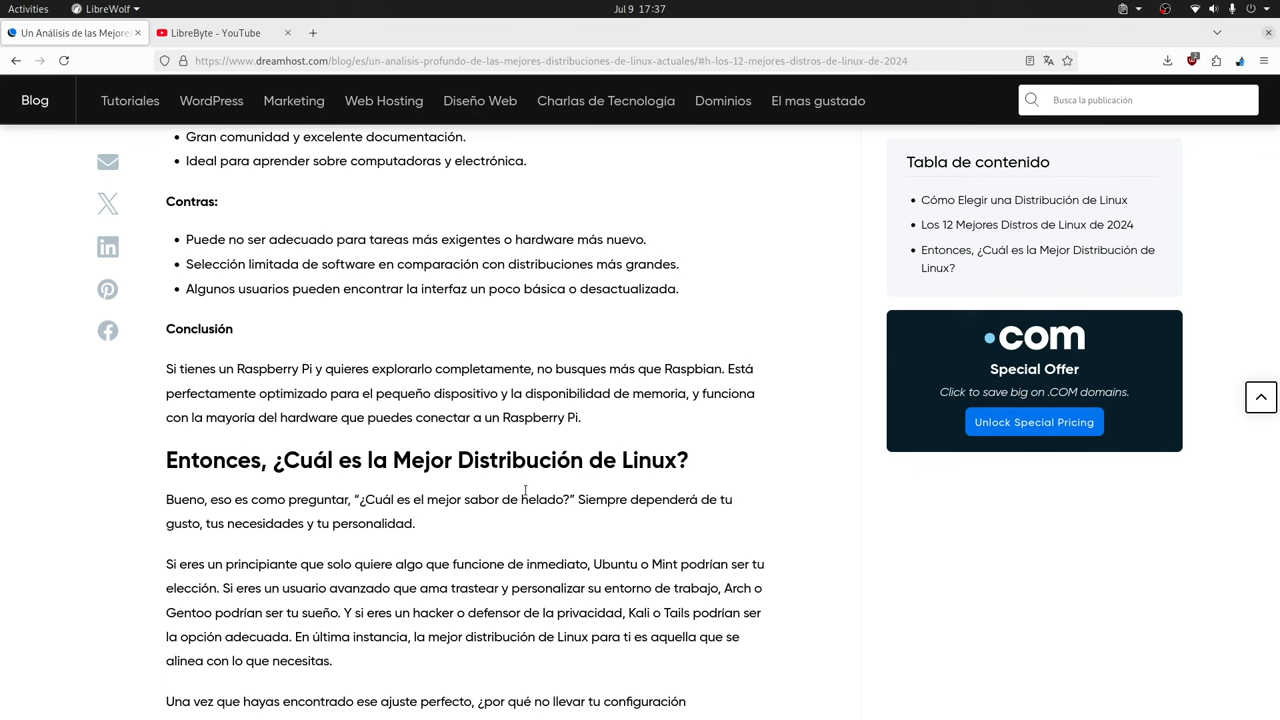 Activities
LibreWolf
Jul 9 17:37
Un Análisis de las Mejores
LibreByte - YouTube
https://www.dreamhost.com/blog/es/un-analisis-profundo-de-las-mejores-distribuciones-de-linux-actuales/#h-los-12-mejores-distros-de-linux-de-2024
2
Blog
Tutoriales
WordPress
Marketing
Web Hosting
Diseño Web
Charlas de Tecnología
Dominios
El mas gustado
Busca la publicación
• Gran comunidad y excelente documentación.
• Ideal para aprender sobre computadoras y electrónica.
Contras:
• Puede no ser adecuado para tareas más exigentes o hardware más nuevo.
• Selección limitada de software en comparación con distribuciones más grandes.
• Algunos usuarios pueden encontrar la interfaz un poco básica o desactualizada.
Conclusión
Si tienes un Raspberry Pi y quieres explorarlo completamente, no busques más que Raspbian. Está
perfectamente optimizado para el pequeño dispositivo y la disponibilidad de memoria, y funciona
con la mayoría del hardware que puedes conectar a un Raspberry Pi.
Entonces, ¿Cuál es la Mejor Distribución de Linux?
Bueno, eso es como preguntar, “¿Cuál es el mejor sabor de helado?” Siempre dependerá de tu
gusto, tus necesidades y tu personalidad.
Si eres un principiante que solo quiere algo que funcione de inmediato, Ubuntu o Mint podrían ser tu
elección. Si eres un usuario avanzado que ama trastear y personalizar su entorno de trabajo, Arch o
Gentoo podrían ser tu sueño. Y si eres un hacker o defensor de la privacidad, Kali o Tails podrían ser
la opción adecuada. En última instancia, la mejor distribución de Linux para ti es aquella que se
alinea con lo que necesitas.
Una vez que hayas encontrado ese ajuste perfecto, ¿por qué no llevar tu configuración
Tabla de contenido
• Cómo Elegir una Distribución de Linux
• Los 12 Mejores Distros de Linux de 2024
• Entonces, ¿Cuál es la Mejor Distribución de
Linux?
.com
Special Offer
Click to save big on .COM domains.
Unlock Special Pricing